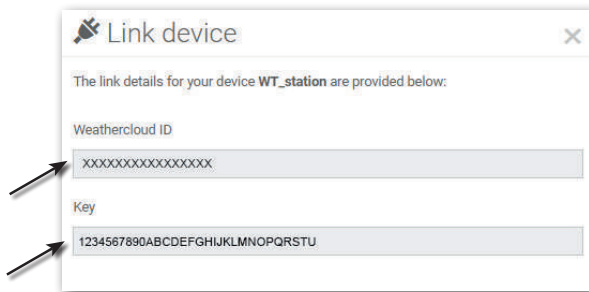 Link device
The link details for your device WT_station are provided below:
Weathercloud ID
XXXXXXXXXXXXXXXX
Key
1234567890ABCDEFGHIJKLMNOPQRSTU